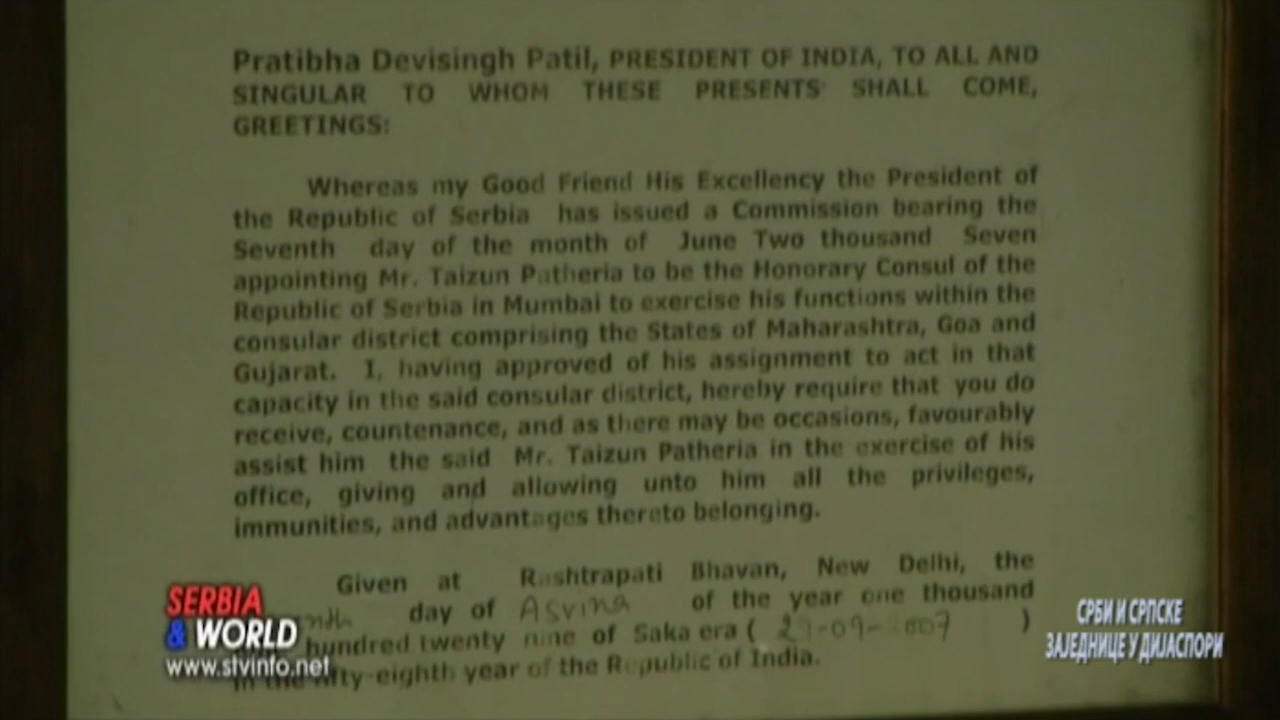 Pratibha Devisingh Patil, PRESIDENT OF INDIA, TO ALL AND
SINGULAR TO WHOM THESE PRESENTS SHALL COME,
GREETINGS:
Whereas my Good Friend His Excellency the President of
the Republic of Serbia has issued a Commission bearing the
Seventh day of the month of June Two thousand Seven
appointing Mr. Taizun Patheria to be the Honorary Consul of the
Republic of Serbia in Mumbai to exercise his functions within the
consular district comprising the States of Maharashtra, Goa and
Gujarat. I, having approved of his assignment to act in that
capacity in the said consular district, hereby require that you do
receive, countenance, and as there may be occasions, favourably
assist him the said Mr. Taizun Patheria in the exercise of his
office, giving and allowing unto him all the privileges,
immunities, and advantages thereto belonging.
Given at Rashtrapati Bhavan, New Delhi, the
day of Asvina of the year one thousand
hundred twenty nine of Saka era ( 27-09-2007 )
in the fifty-eighth year of the Republic of India.
SERBIA
& WORLD
www.stvinfo.net
СРБИ И СРПСКЕ
ЗАЈЕДНИЦЕ У ДИЈАСПОРИ